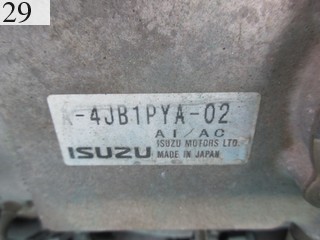 29
-4JB1PYA-02
AI/AC
ISUZU MOTORS LTD.
ISUZU MADE IN JAPAN